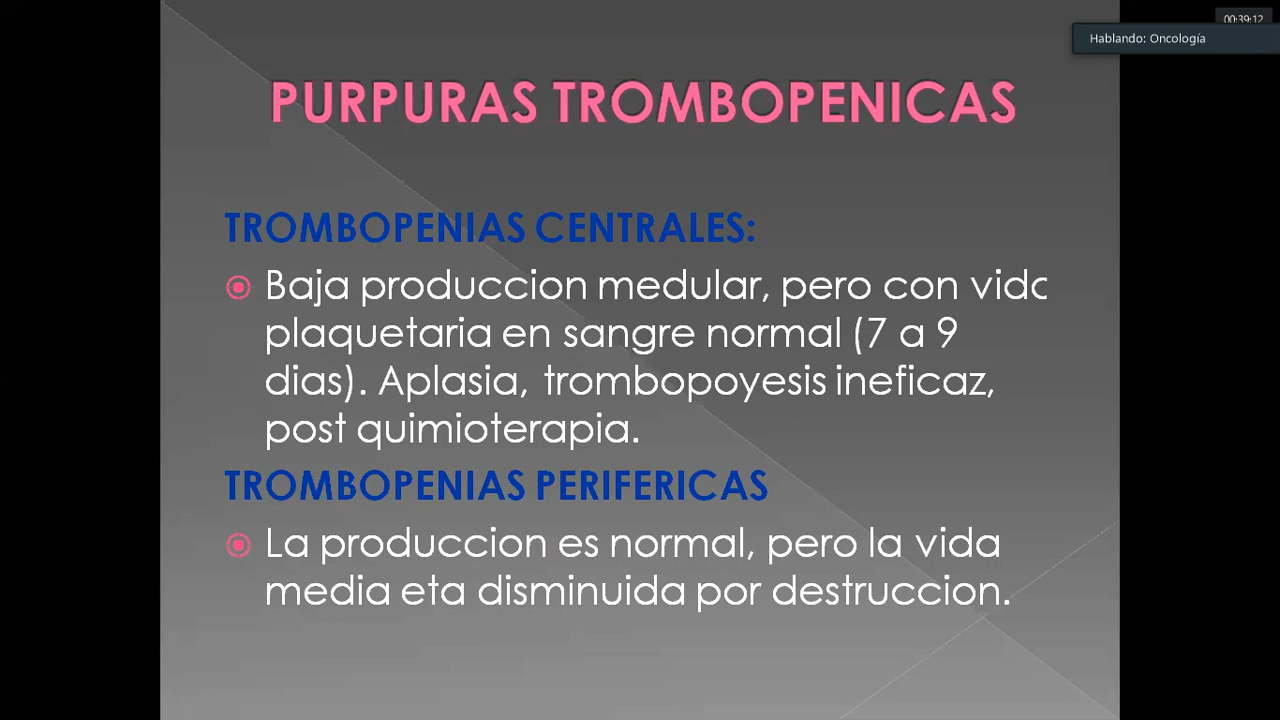 00:39:12
Hablando: Oncología
PURPURAS TROMBOPENICAS
TROMBOPENIAS CENTRALES:
Baja produccion medular, pero con vida
plaquetaria en sangre normal (7 a 9
dias). Aplasia, trombopoyesis ineficaz,
post quimioterapia.
TROMBOPENIAS PERIFERICAS
La produccion es normal, pero la vida
media eta disminuida por destruccion.